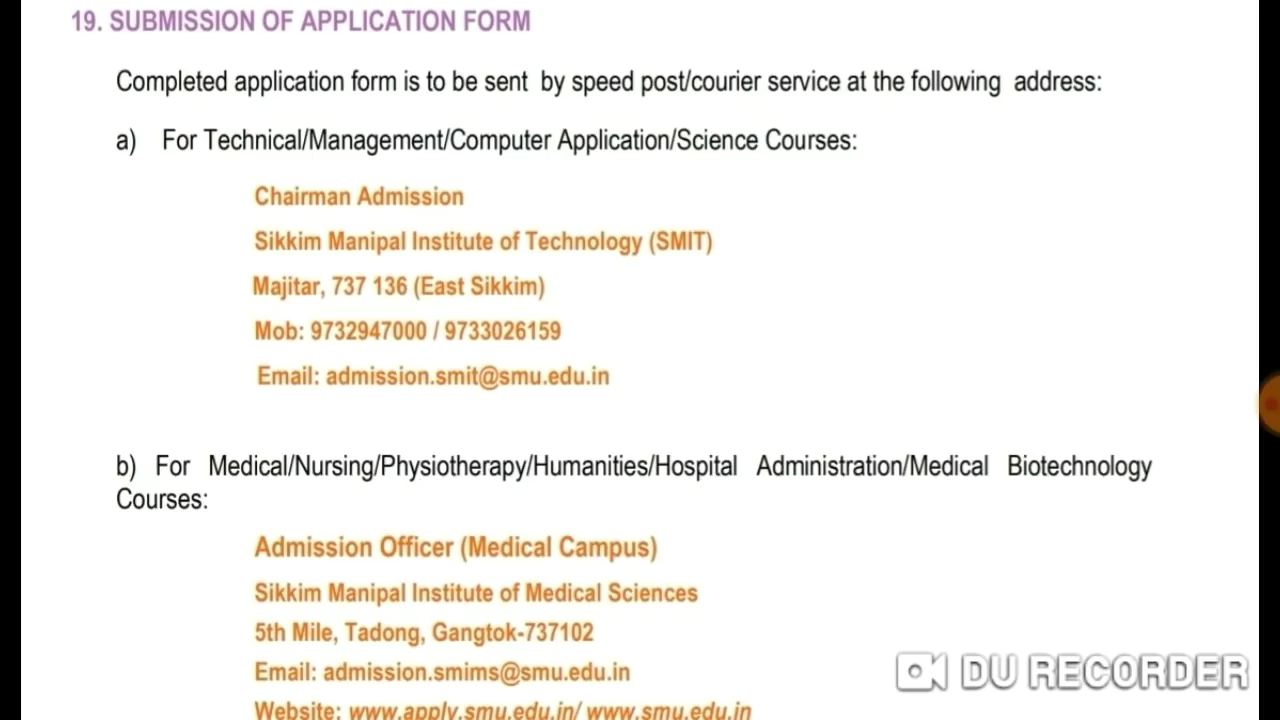 19. SUBMISSION OF APPLICATION FORM
Completed application form is to be sent by speed post/courier service at the following address:
a) For Technical/Management/Computer Application/Science Courses:
Chairman Admission
Sikkim Manipal Institute of Technology (SMIT)
Majitar, 737 136 (East Sikkim)
Mob: 9732947000 / 9733026159
Email: admission.smit@smu.edu.in
b) For Medical/Nursing/Physiotherapy/Humanities/Hospital Administration/Medical Biotechnology
Courses:
Admission Officer (Medical Campus)
Sikkim Manipal Institute of Medical Sciences
5th Mile, Tadong, Gangtok-737102
Email: admission.smims@smu.edu.in
Website: www.apply.smu.edu.in/ www.smu.edu.in
DU RECORDER